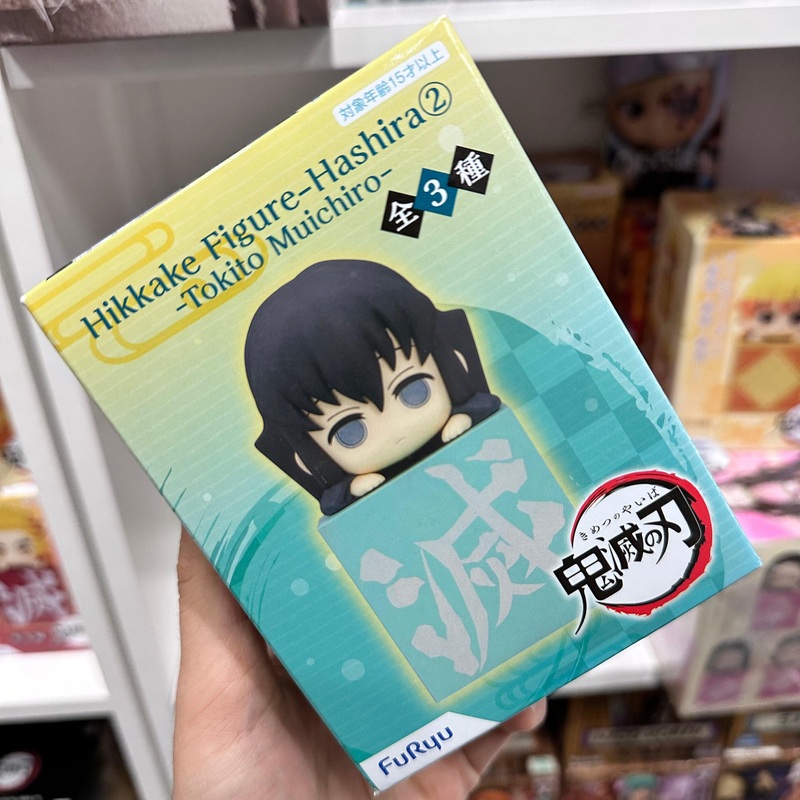 対象年齢15才以上
Hikkake Figure-Hashira②
-Tokito Muichiro-
全3種
滅
きめつのやいば
鬼滅の刃
FuRyu
滅